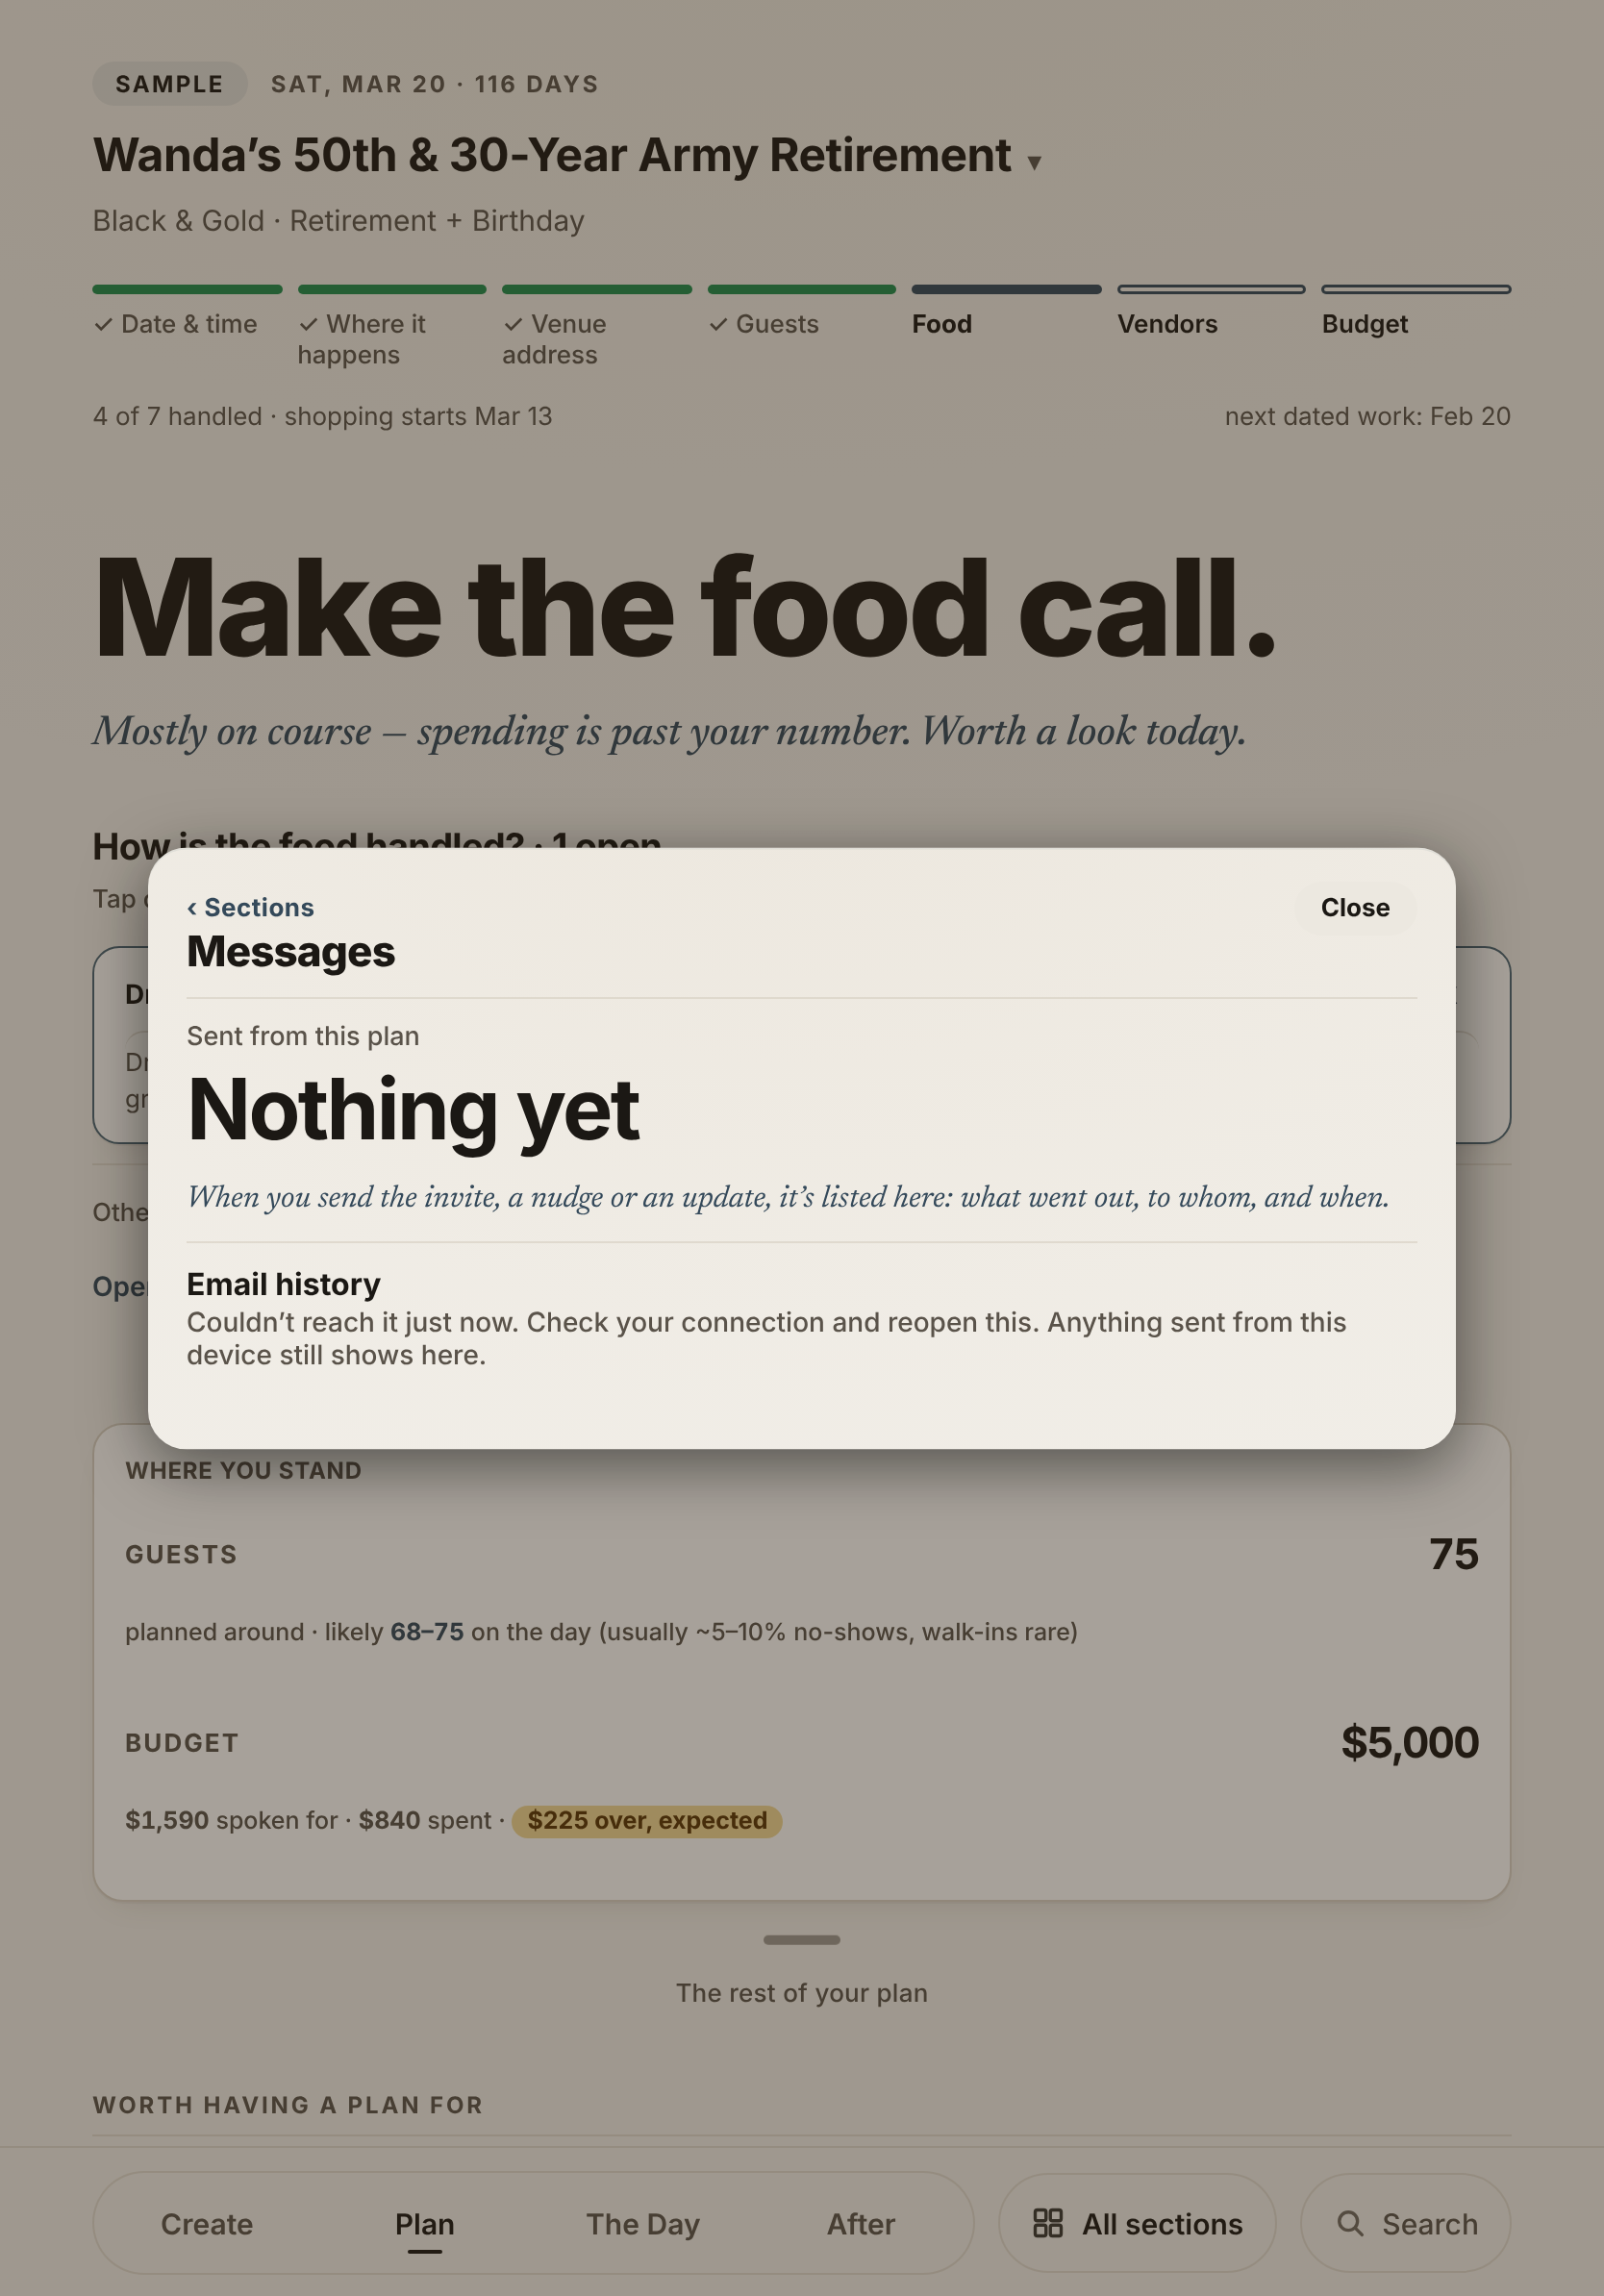 SAMPLE SAT, MAR 20 · 116 DAYS
Wanda’s 50th & 30-Year Army Retirement ▾
Black & Gold · Retirement + Birthday
✓ Date & time
✓ Where it happens
✓ Venue address
✓ Guests
Food
Vendors
Budget
4 of 7 handled · shopping starts Mar 13
next dated work: Feb 20
Make the food call.
Mostly on course – spending is past your number. Worth a look today.
How is the food handled? · 1 open
Tap
‹ Sections
Close
Messages
Sent from this plan
Nothing yet
When you send the invite, a nudge or an update, it’s listed here: what went out, to whom, and when.
Email history
Couldn’t reach it just now. Check your connection and reopen this. Anything sent from this
device still shows here.
WHERE YOU STAND
GUESTS
75
planned around · likely 68–75 on the day (usually ~5–10% no-shows, walk-ins rare)
BUDGET
$5,000
$1,590 spoken for · $840 spent · $225 over, expected
The rest of your plan
WORTH HAVING A PLAN FOR
Create
Plan
The Day
After
All sections
Search